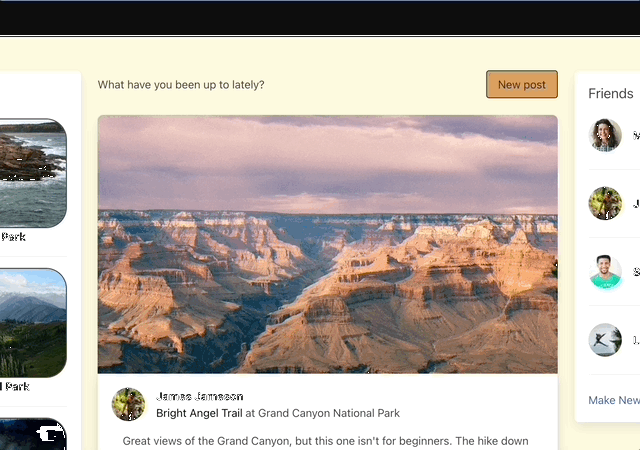 What have you been up to lately?
New post
Friends
Park
Park
James Jameson
Bright Angel Trail at Grand Canyon National Park
Great views of the Grand Canyon, but this one isn't for beginners. The hike down
Make New